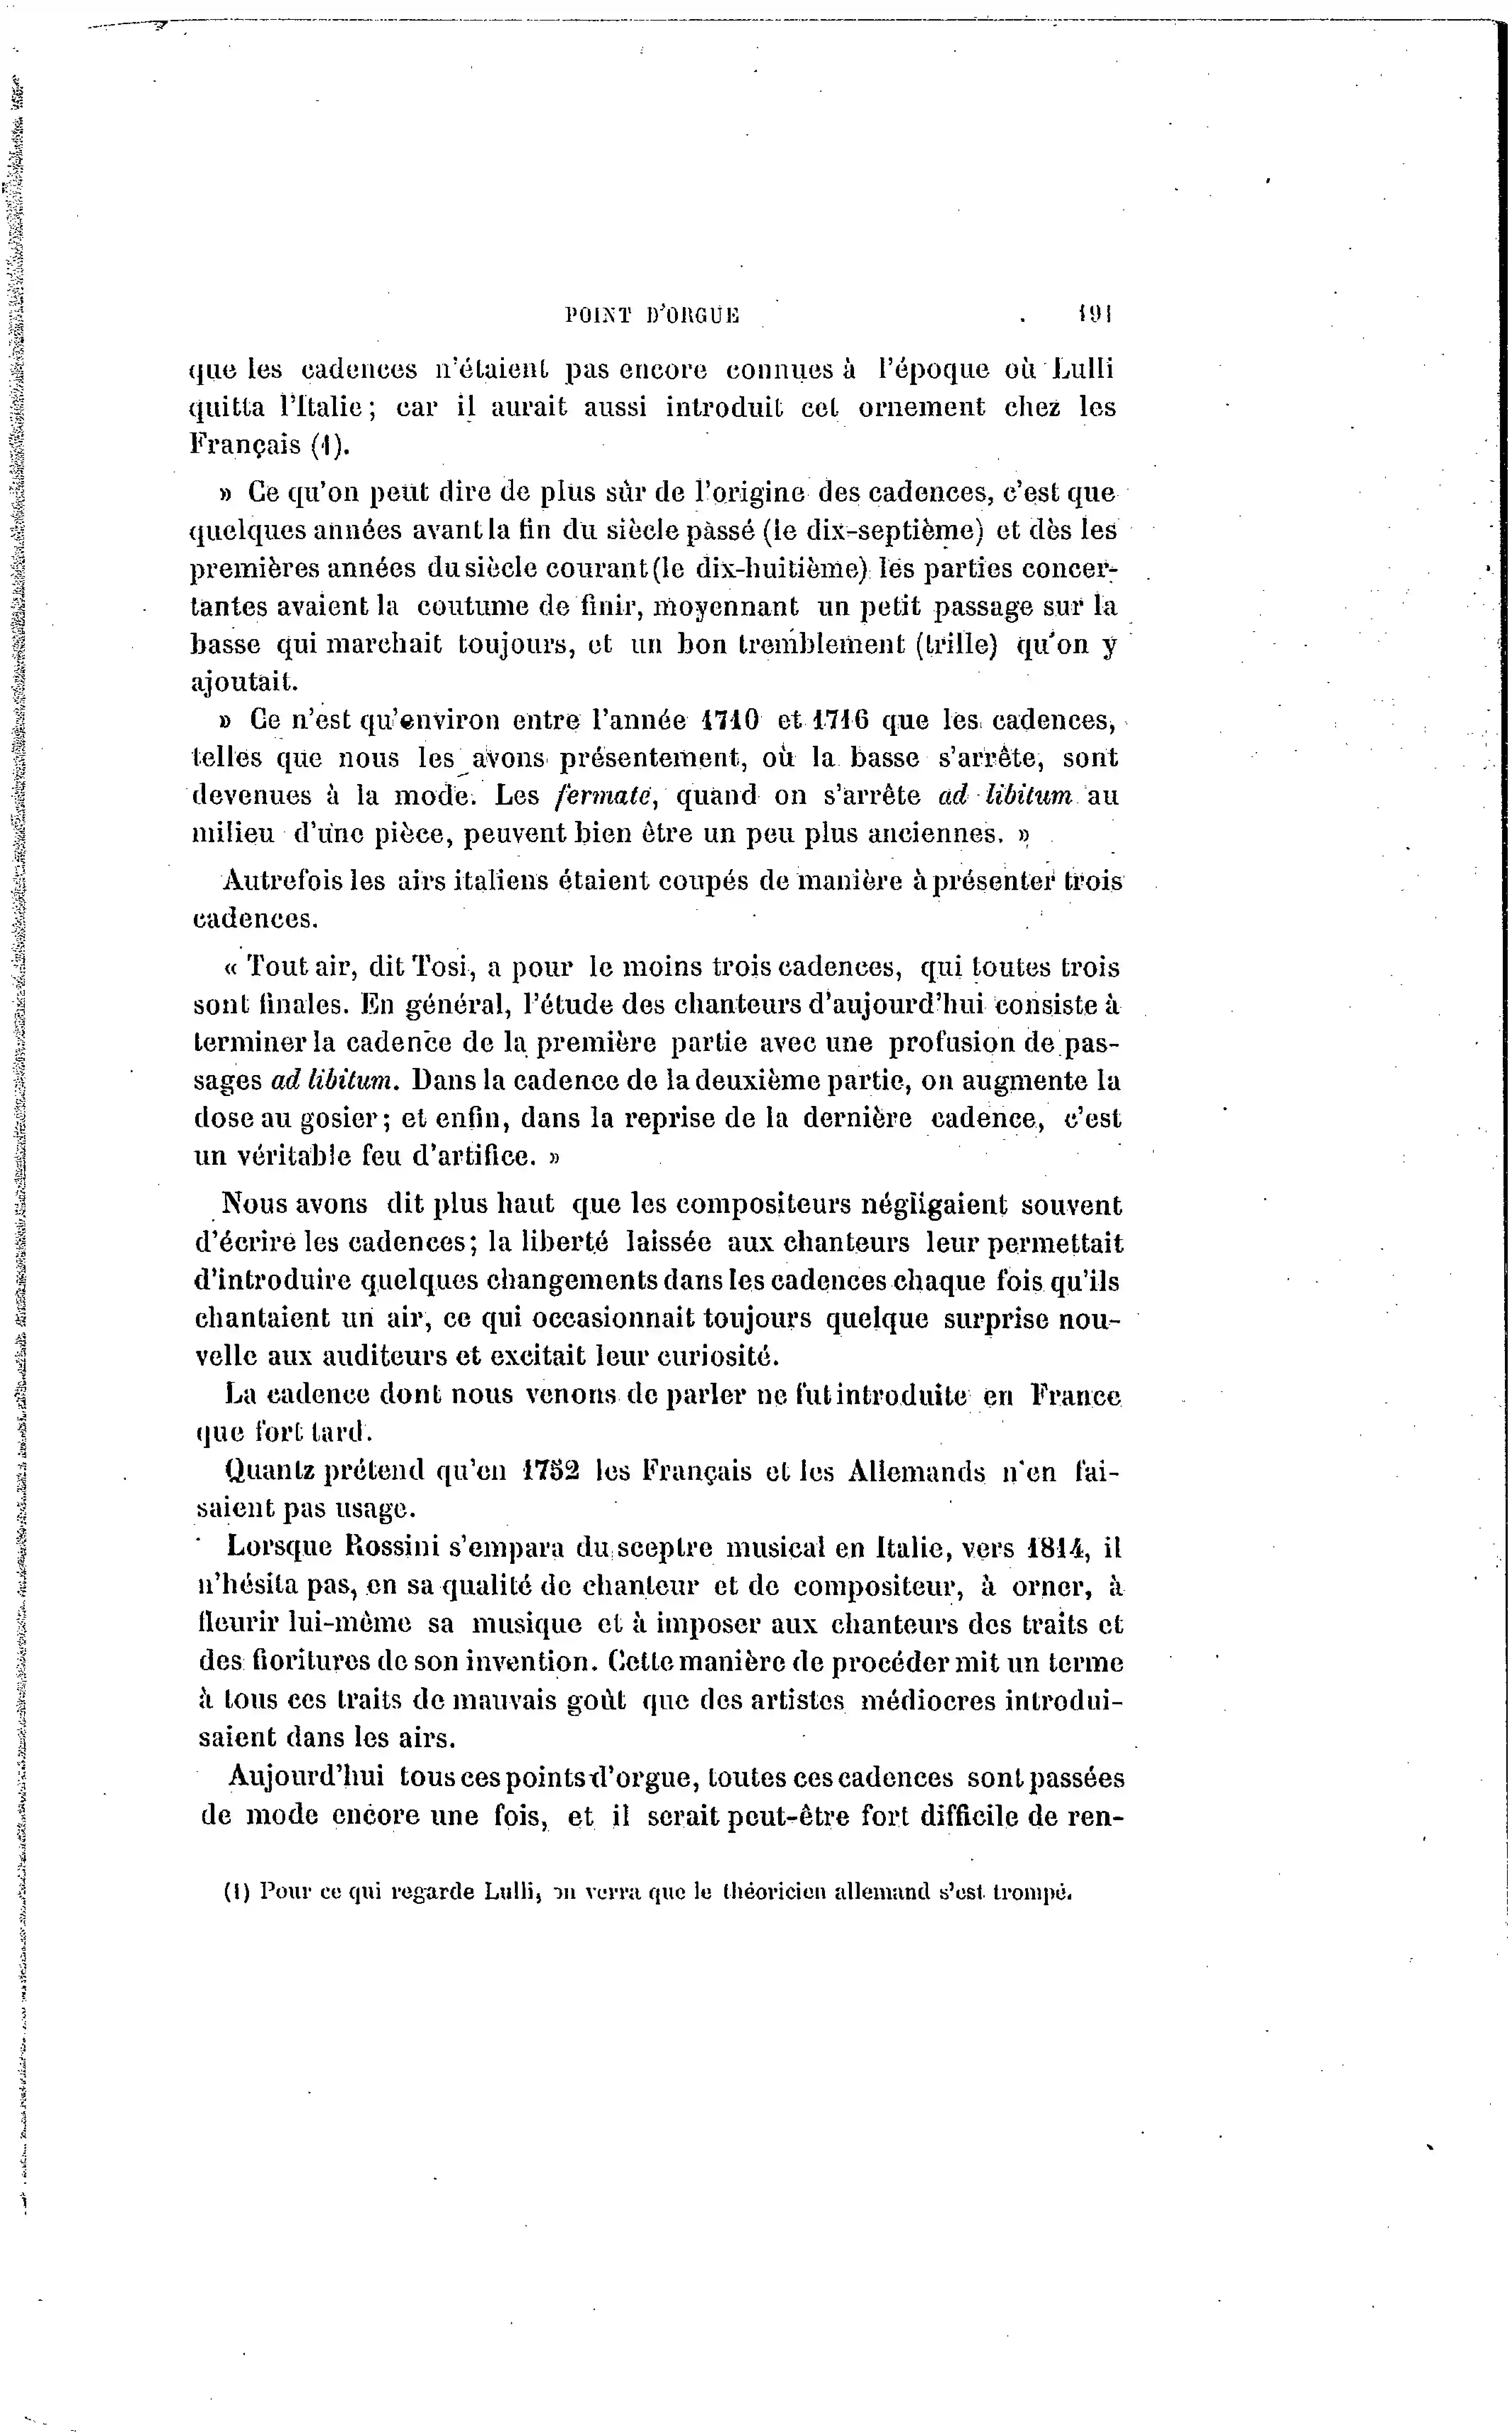 POINT D'ORGUE 191
que les cadences n'étaient pas encore connues à l'époque où Lulli
quitta l'Italie; car il aurait aussi introduit cet ornement chez les
Français (1).
» Ce qu'on peut dire de plus sûr de l'origine des cadences, c'est que
quelques années avant la fin du siècle passé (le dix-septième) et dès les
premières années du siècle courant (le dix-huitième) les parties concer-
tantes avaient la coutume de finir, moyennant un petit passage sur la
basse qui marchait toujours, et un bon tremblement (trille) qu'on y
ajoutait.
» Ce n'est qu'environ entre l'année 1710 et 1716 que les cadences,
telles que nous les avons présentement, où la basse s'arrête, sont
devenues à la mode. Les fermate, quand on s'arrête ad libitum au
milieu d'une pièce, peuvent bien être un peu plus anciennes. »
Autrefois les airs italiens étaient coupés de manière à présenter trois
cadences.
« Tout air, dit Tosi, a pour le moins trois cadences, qui toutes trois
sont finales. En général, l'étude des chanteurs d'aujourd'hui consiste à
terminer la cadence de la première partie avec une profusion de pas-
sages ad libitum. Dans la cadence de la deuxième partie, on augmente la
dose au gosier; et enfin, dans la reprise de la dernière cadence, c'est
un véritable feu d'artifice. »
Nous avons dit plus haut que les compositeurs négligaient souvent
d'écrire les cadences; la liberté laissée aux chanteurs leur permettait
d'introduire quelques changements dans les cadences chaque fois qu'ils
chantaient un air, ce qui occasionnait toujours quelque surprise nou-
velle aux auditeurs et excitait leur curiosité.
La cadence dont nous venons de parler ne fut introduite en France
que fort tard.
Quantz prétend qu'en 1752 les Français et les Allemands n'en fai-
saient pas usage.
Lorsque Rossini s'empara du sceptre musical en Italie, vers 1814, il
n'hésita pas, en sa qualité de chanteur et de compositeur, à orner, à
fleurir lui-même sa musique et à imposer aux chanteurs des traits et
des fioritures de son invention. Cette manière de procéder mit un terme
à tous ces traits de mauvais goût que des artistes médiocres introdui-
saient dans les airs.
Aujourd'hui tous ces points d'orgue, toutes ces cadences sont passées
de mode encore une fois, et il serait peut-être fort difficile de ren-
(1) Pour ce qui regarde Lulli, on verra que le théoricien allemand s'est trompé.